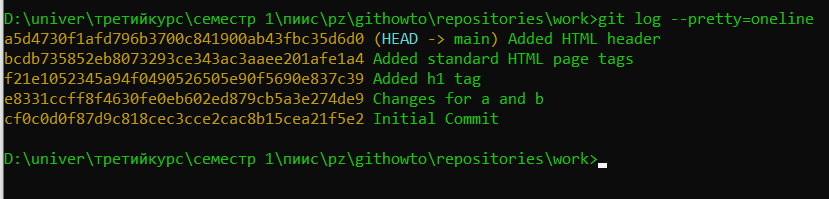 D:\univer\третийкурс\семестр 1\пиис\pz\githowto\repositories\work>git log --pretty=oneline
a5d4730f1afd796b3700c841900ab43fbc35d6d0 (HEAD -> main) Added HTML header
bcdb735852eb8073293ce343ac3aaee201afe1a4 Added standard HTML page tags
f21e1052345a94f0490526505e90f5690e837c39 Added h1 tag
e8331ccff8f4630fe0eb602ed879cb5a3e274de9 Changes for a and b
cf0c0d0f87d9c818cec3cce2cac8b15cea21f5e2 Initial Commit
D:\univer\третийкурс\семестр 1\пиис\pz\githowto\repositories\work>